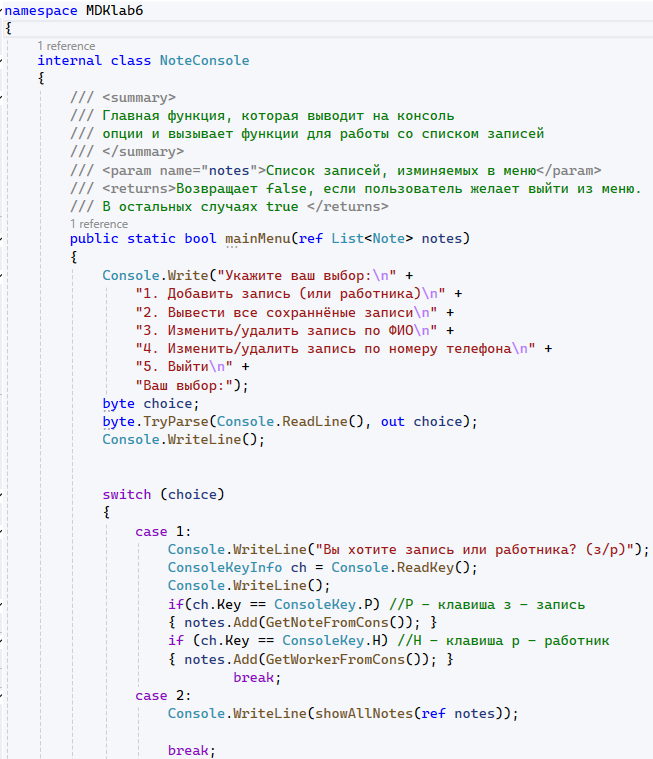 namespace MDKlab6
{
1 reference
internal class NoteConsole
{
/// <summary>
/// Главная функция, которая выводит на консоль
/// опции и вызывает функции для работы со списком записей
/// </summary>
/// <param name="notes">Список записей, изминяемых в меню</param>
/// <returns>Возвращает false, если пользователь желает выйти из меню.
/// В остальных случаях true </returns>
1 reference
public static bool mainMenu(ref List<Note> notes)
{
Console.Write("Укажите ваш выбор:\n" +
"1. Добавить запись (или работника)\n" +
"2. Вывести все сохраннёные записи\n" +
"3. Изменить/удалить запись по ФИО\n" +
"4. Изменить/удалить запись по номеру телефона\n" +
"5. Выйти\n" +
"Ваш выбор:");
byte choice;
byte.TryParse(Console.ReadLine(), out choice);
Console.WriteLine();
switch (choice)
{
case 1:
Console.WriteLine("Вы хотите запись или работника? (з/р)");
ConsoleKeyInfo ch = Console.ReadKey();
Console.WriteLine();
if(ch.Key == ConsoleKey.P) //P - клавиша з - запись
{ notes.Add(GetNoteFromCons()); }
if (ch.Key == ConsoleKey.H) //H - клавиша р - работник
{ notes.Add(GetWorkerFromCons()); }
break;
case 2:
Console.WriteLine(showAllNotes(ref notes));
break;